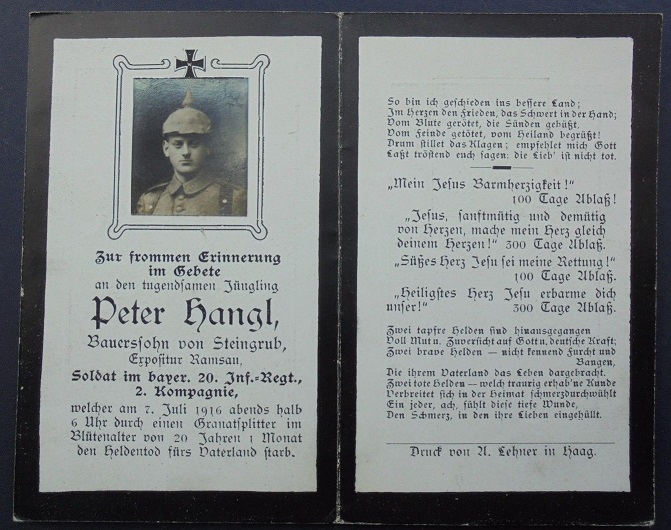 Zur frommen Erinnerung
im Gebete
an den tugendsamen Jüngling
Peter Hangl,
Bauerssohn von Steingrub,
Expositur Ramsau,
Soldat im bayer. 20. Inf.-Regt.,
2. Kompagnie,
welcher am 7. Juli 1916 abends halb
6 Uhr durch einen Granatsplitter im
Blütenalter von 20 Jahren 1 Monat
den Heldentod fürs Vaterland starb.
So bin ich geschieden ins bessere Land;
Im Herzen den Frieden, das Schwert in der Hand;
Vom Blute gerötet, die Sünden gebüßt,
Vom Feinde getötet, vom Heiland begrüßt!
Drum stillet das Klagen; empfehlet mich Gott
Laßt tröstend euch sagen: die Lieb' ist nicht tot.
„Mein Jesus Barmherzigkeit!"
100 Tage Ablaß!
„Jesus, sanftmütig und demütig
von Herzen, mache mein Herz gleich
deinem Herzen!" 300 Tage Ablaß.
„Süßes Herz Jesu sei meine Rettung!"
100 Tage Ablaß.
„Heiligstes Herz Jesu erbarme dich
unser!" 300 Tage Ablaß.
Zwei tapfre Helden sind hinausgegangen
Voll Mut u. Zuversicht auf Gott u. deutsche Kraft;
Zwei brave Helden — nicht kennend Furcht und
Bangen,
Die ihrem Vaterland das Leben dargebracht.
Zwei tote Helden — welch traurig erhab'ne Kunde
Verbreitet sich in der Heimat schmerzdurchwühlt
Ein jeder, ach, fühlt diese tiefe Wunde,
Den Schmerz, in den ihre Lieben eingehüllt.
Druck von A. Lehner in Haag.